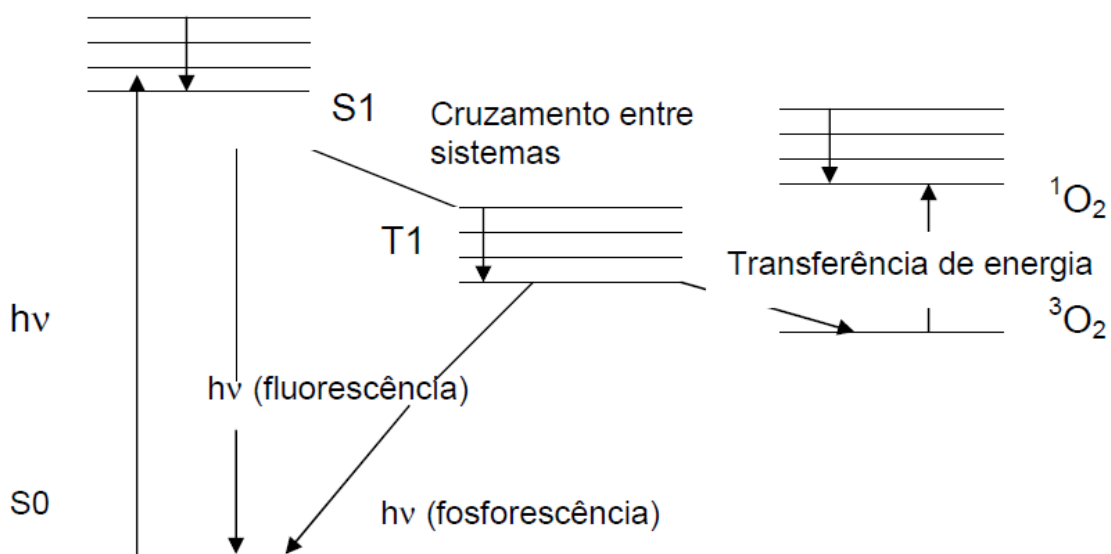 S1
Cruzamento entre
sistemas
¹O₂
T1
Transferência de energia
hν
³O₂
hν (fluorescência)
S0
hν (fosforescência)